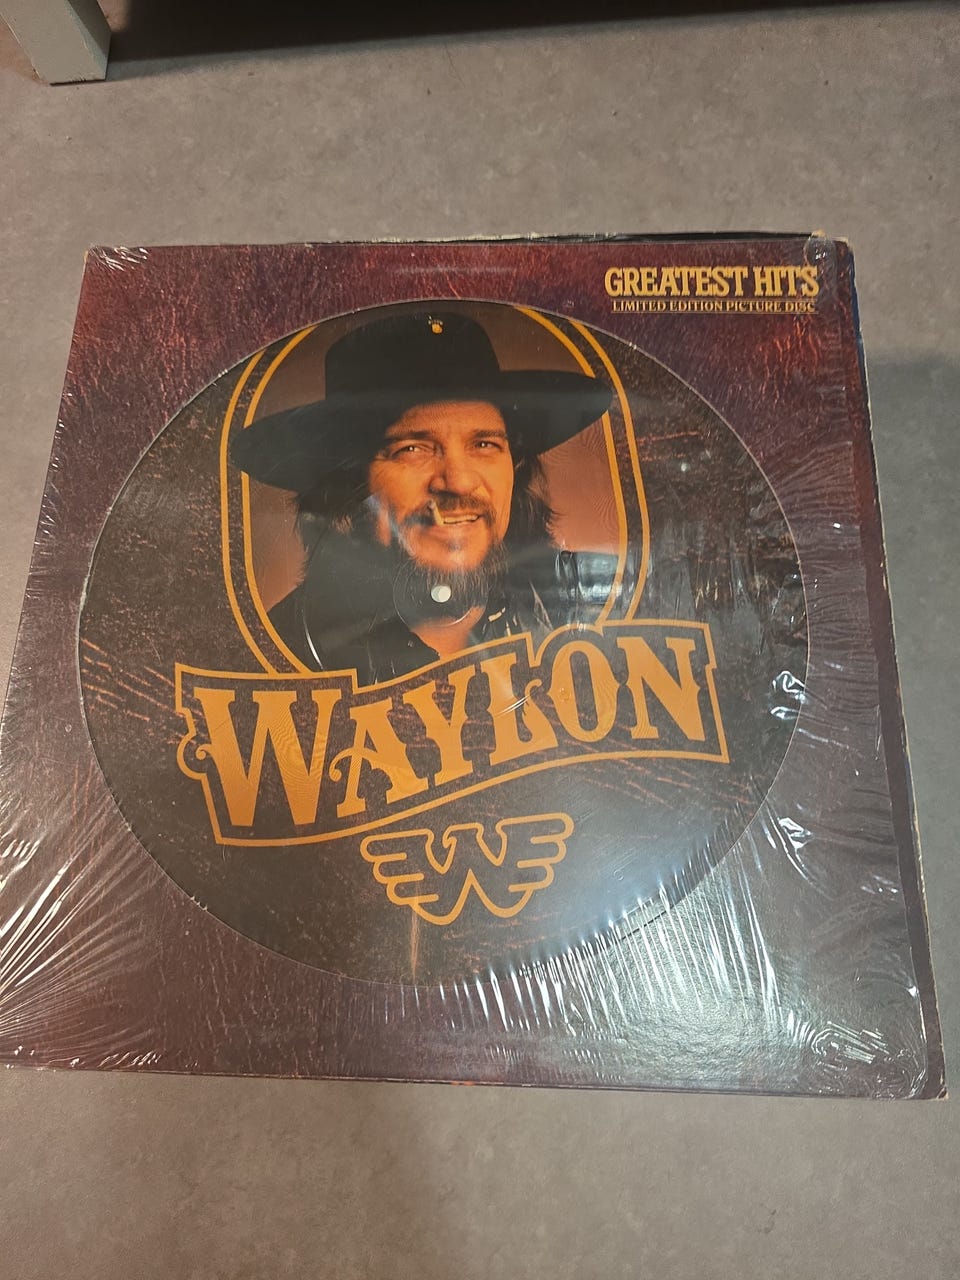 GREATEST HITS
LIMITED EDITION PICTURE DISC
WAYLON
W